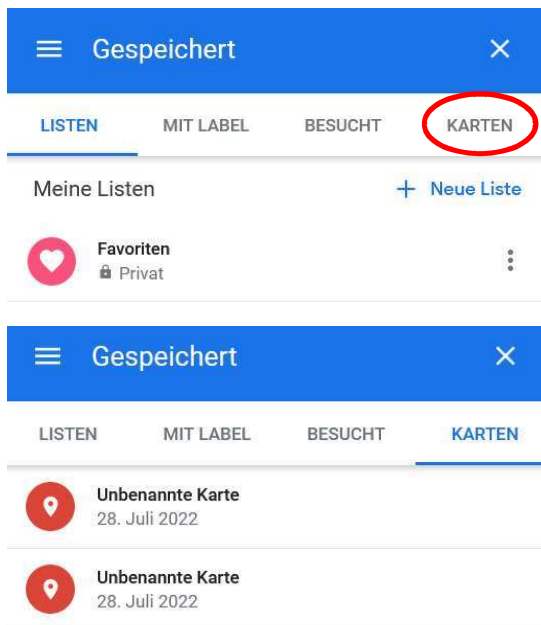 Gespeichert
LISTEN MIT LABEL BESUCHT KARTEN
Meine Listen + Neue Liste
Favoriten
Privat
Gespeichert
LISTEN MIT LABEL BESUCHT KARTEN
Unbenannte Karte
28. Juli 2022
Unbenannte Karte
28. Juli 2022